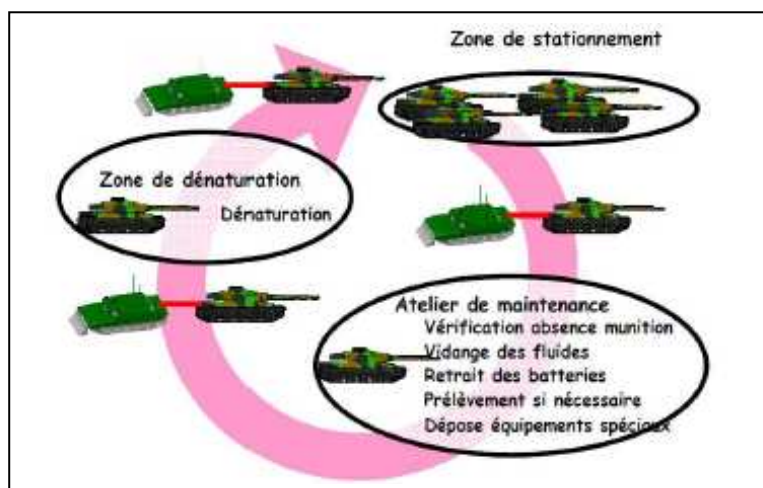 Zone de stationnement
Zone de dénaturation
Dénaturation
Atelier de maintenance
Vérification absence munition
Vidange des fluides
Retrait des batteries
Prélèvement si nécessaire
Dépose équipements spéciaux